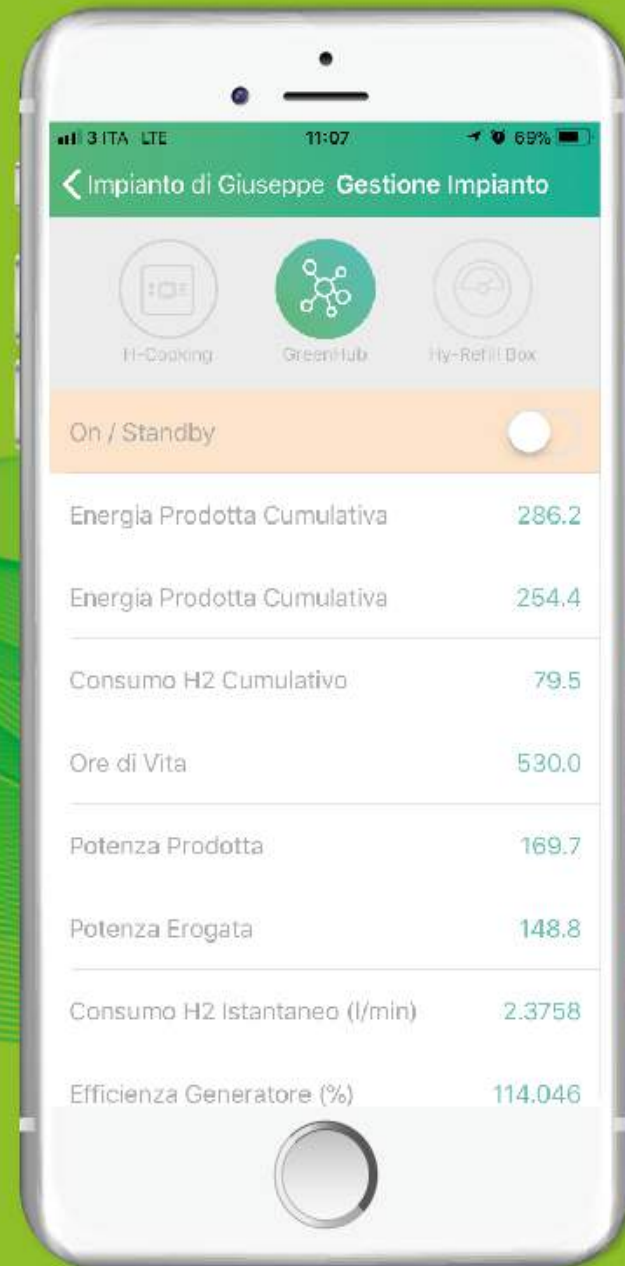 3 ITA LTE 11:07 69%
Impianto di Giuseppe Gestione Impianto
H-Cooking GreenHub Hy-Refill Box
On / Standby
Energia Prodotta Cumulativa 286.2
Energia Prodotta Cumulativa 254.4
Consumo H2 Cumulativo 79.5
Ore di Vita 530.0
Potenza Prodotta 169.7
Potenza Erogata 148.8
Consumo H2 Istantaneo (l/min) 2.3758
Efficienza Generatore (%) 114.046